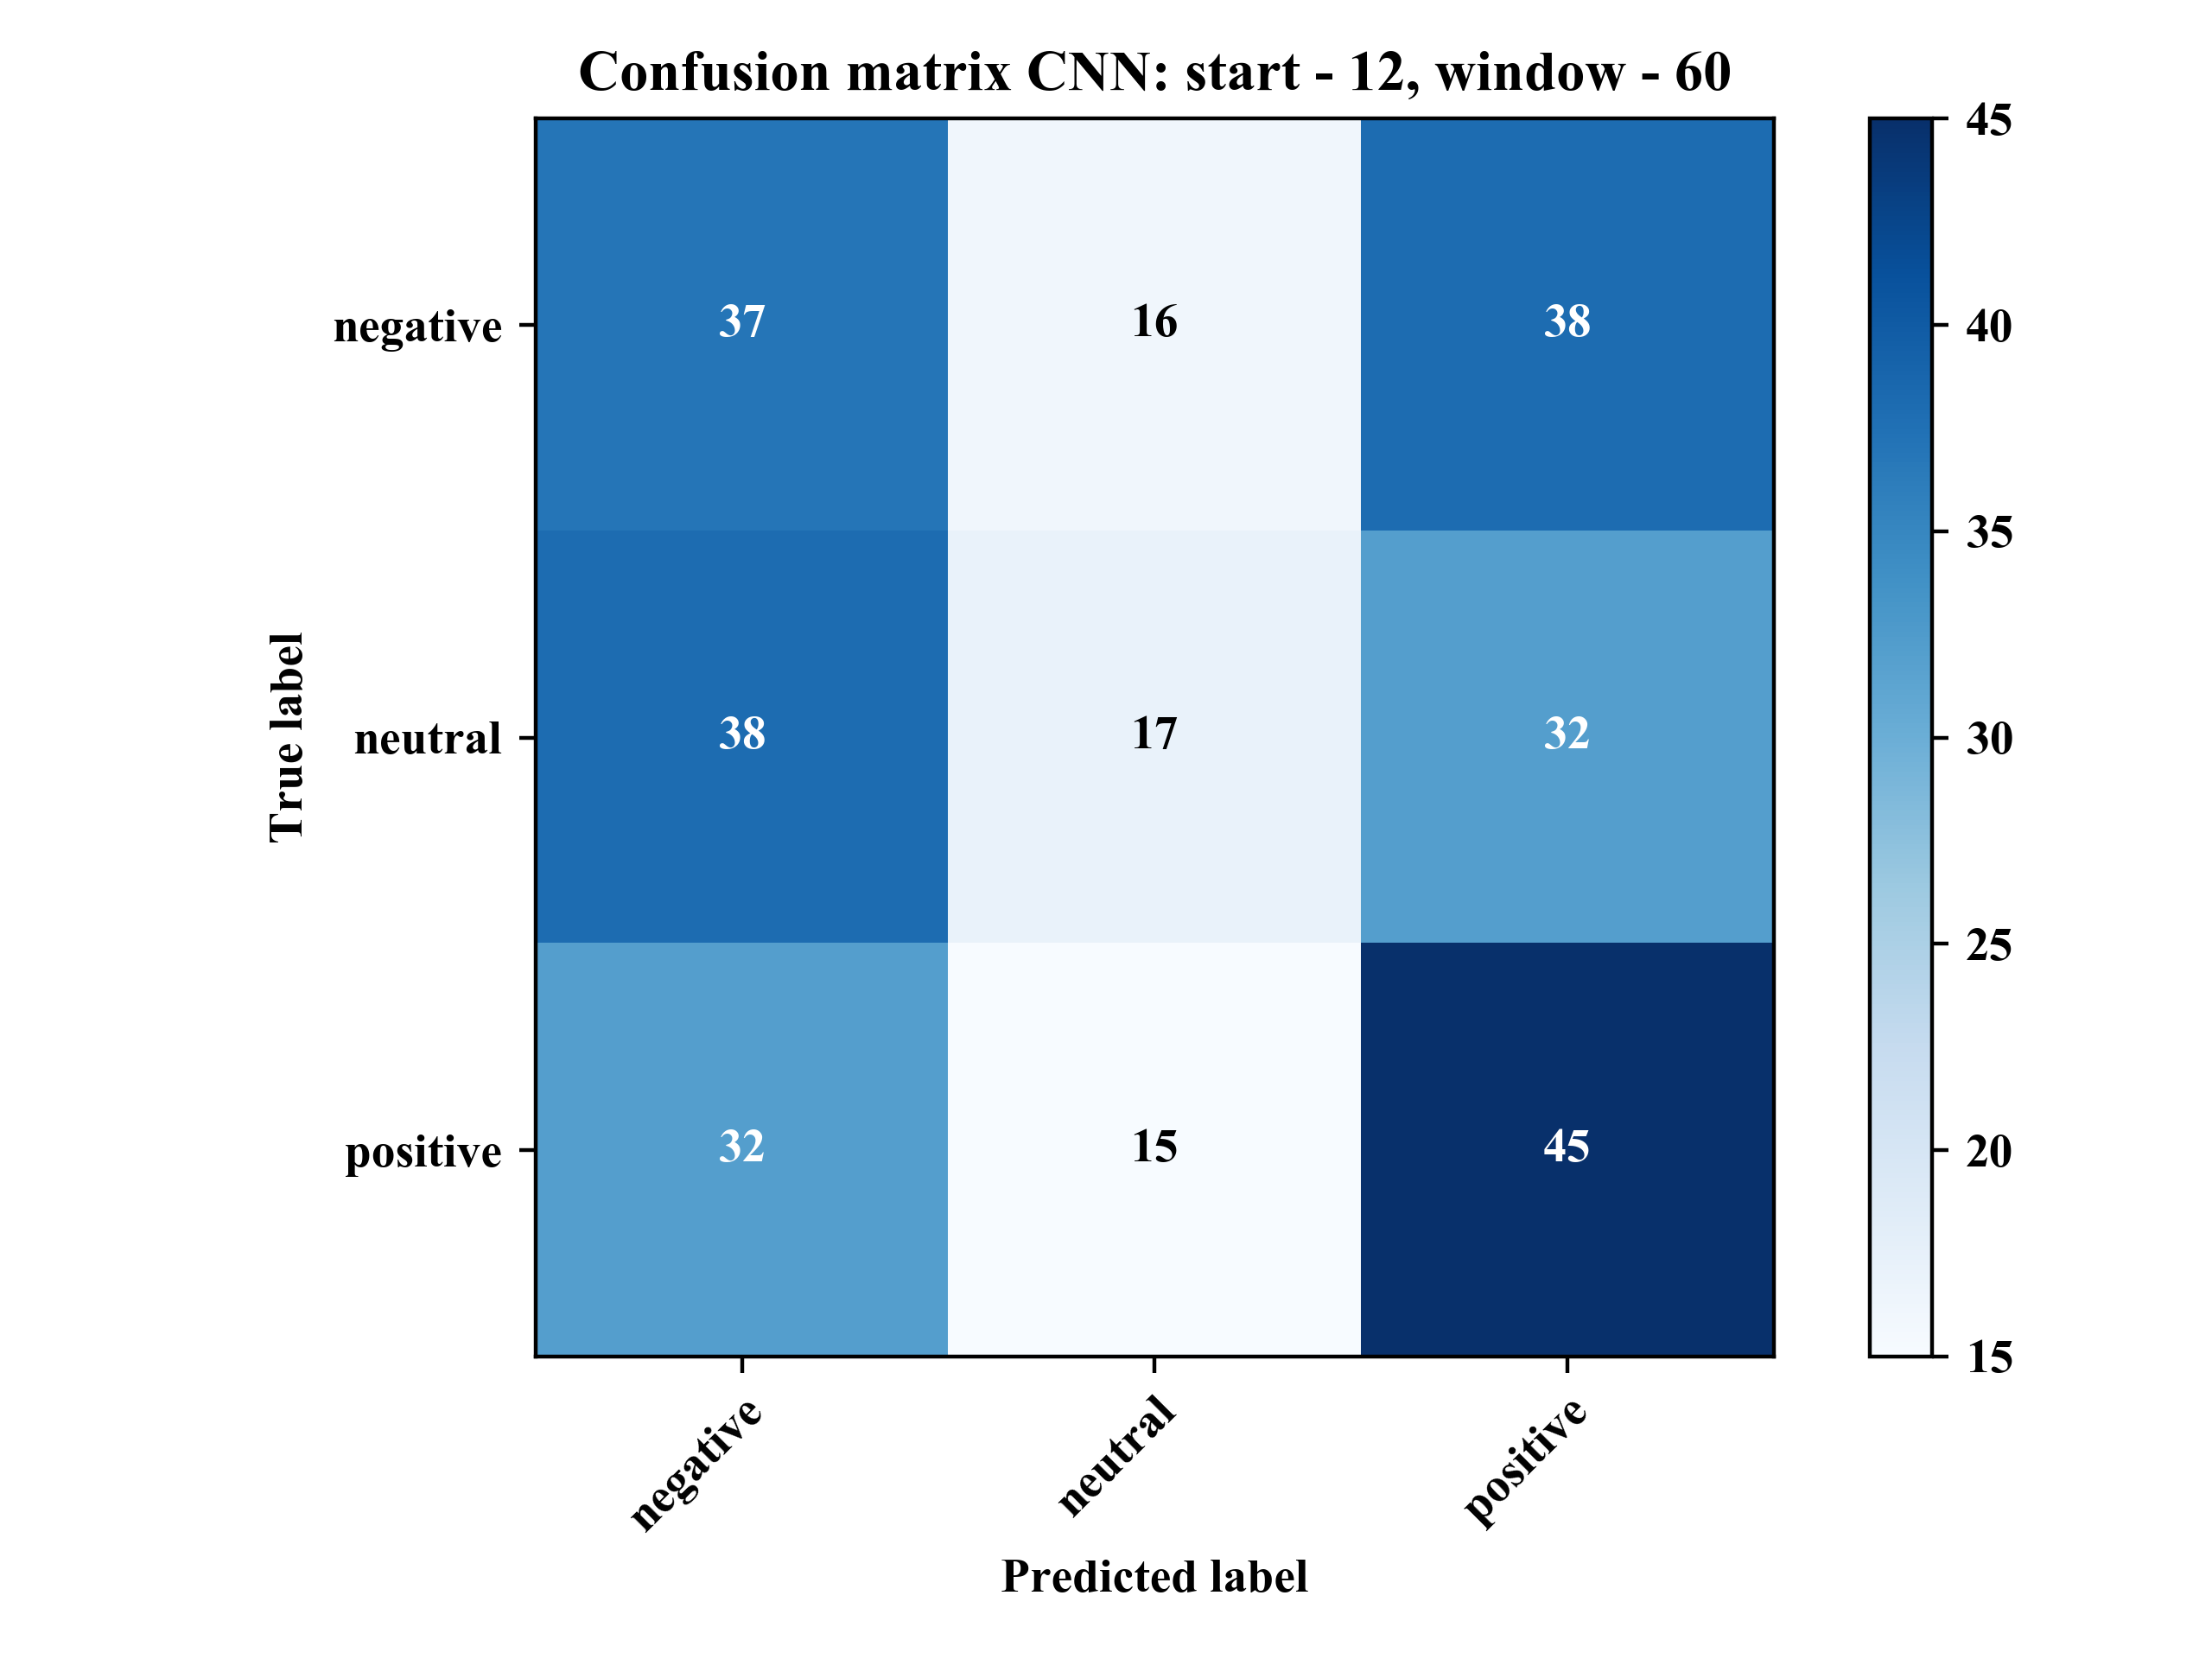 Confusion matrix CNN: start - 12, window - 60
True label
negative 37 16 38
neutral 38 17 32
positive 32 15 45
negative neutral positive
Predicted label
45
40
35
30
25
20
15